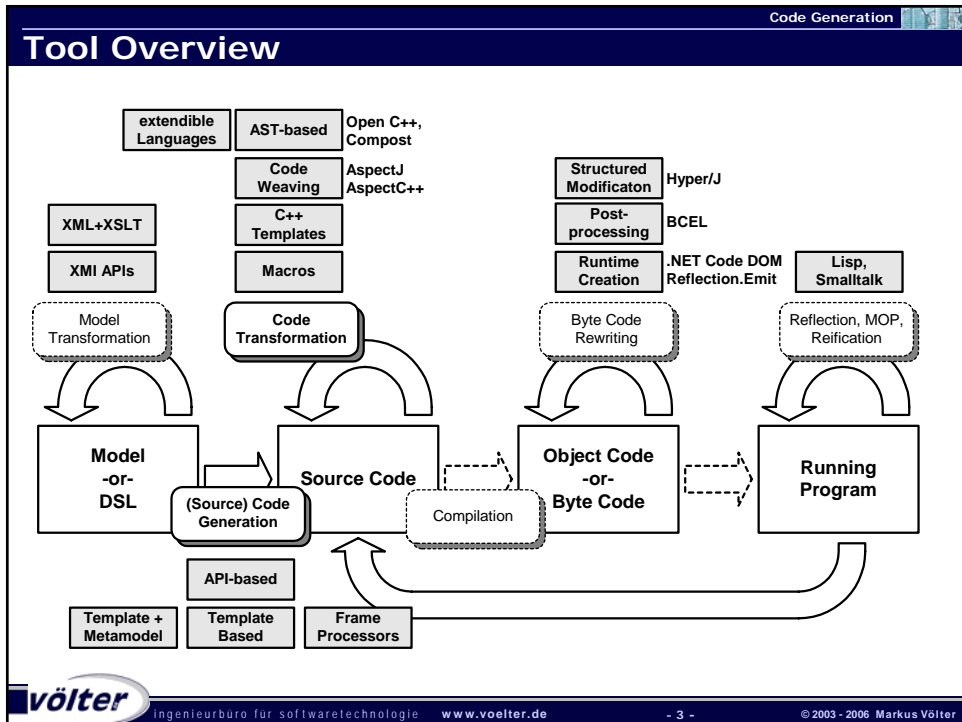 Code Generation
Tool Overview
extendible
Languages
AST-based
Open C++,
Compost
Code
Weaving
AspectJ
AspectC++
Structured
Modificaton
Hyper/J
XML+XSLT
C++
Templates
Post-
processing
BCEL
XMI APIs
Macros
Runtime
Creation
.NET Code DOM
Reflection.Emit
Lisp,
Smalltalk
Model
Transformation
Code
Transformation
Byte Code
Rewriting
Reflection, MOP,
Reification
Model
-or-
DSL
Source Code
Object Code
-or-
Byte Code
Running
Program
(Source) Code
Generation
Compilation
API-based
Template +
Metamodel
Template
Based
Frame
Processors
völter
ingenieurbüro für softwaretechnologie www.voelter.de - 3 - © 2003 - 2006 Markus Völter